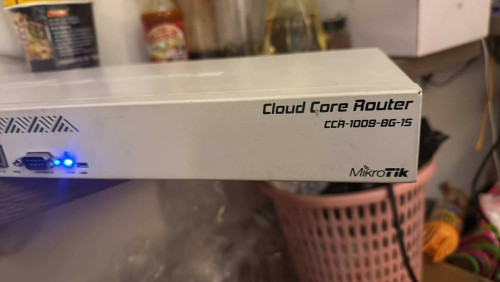 Cloud Core Router
CCR-1009-8G-1S
MikroTik